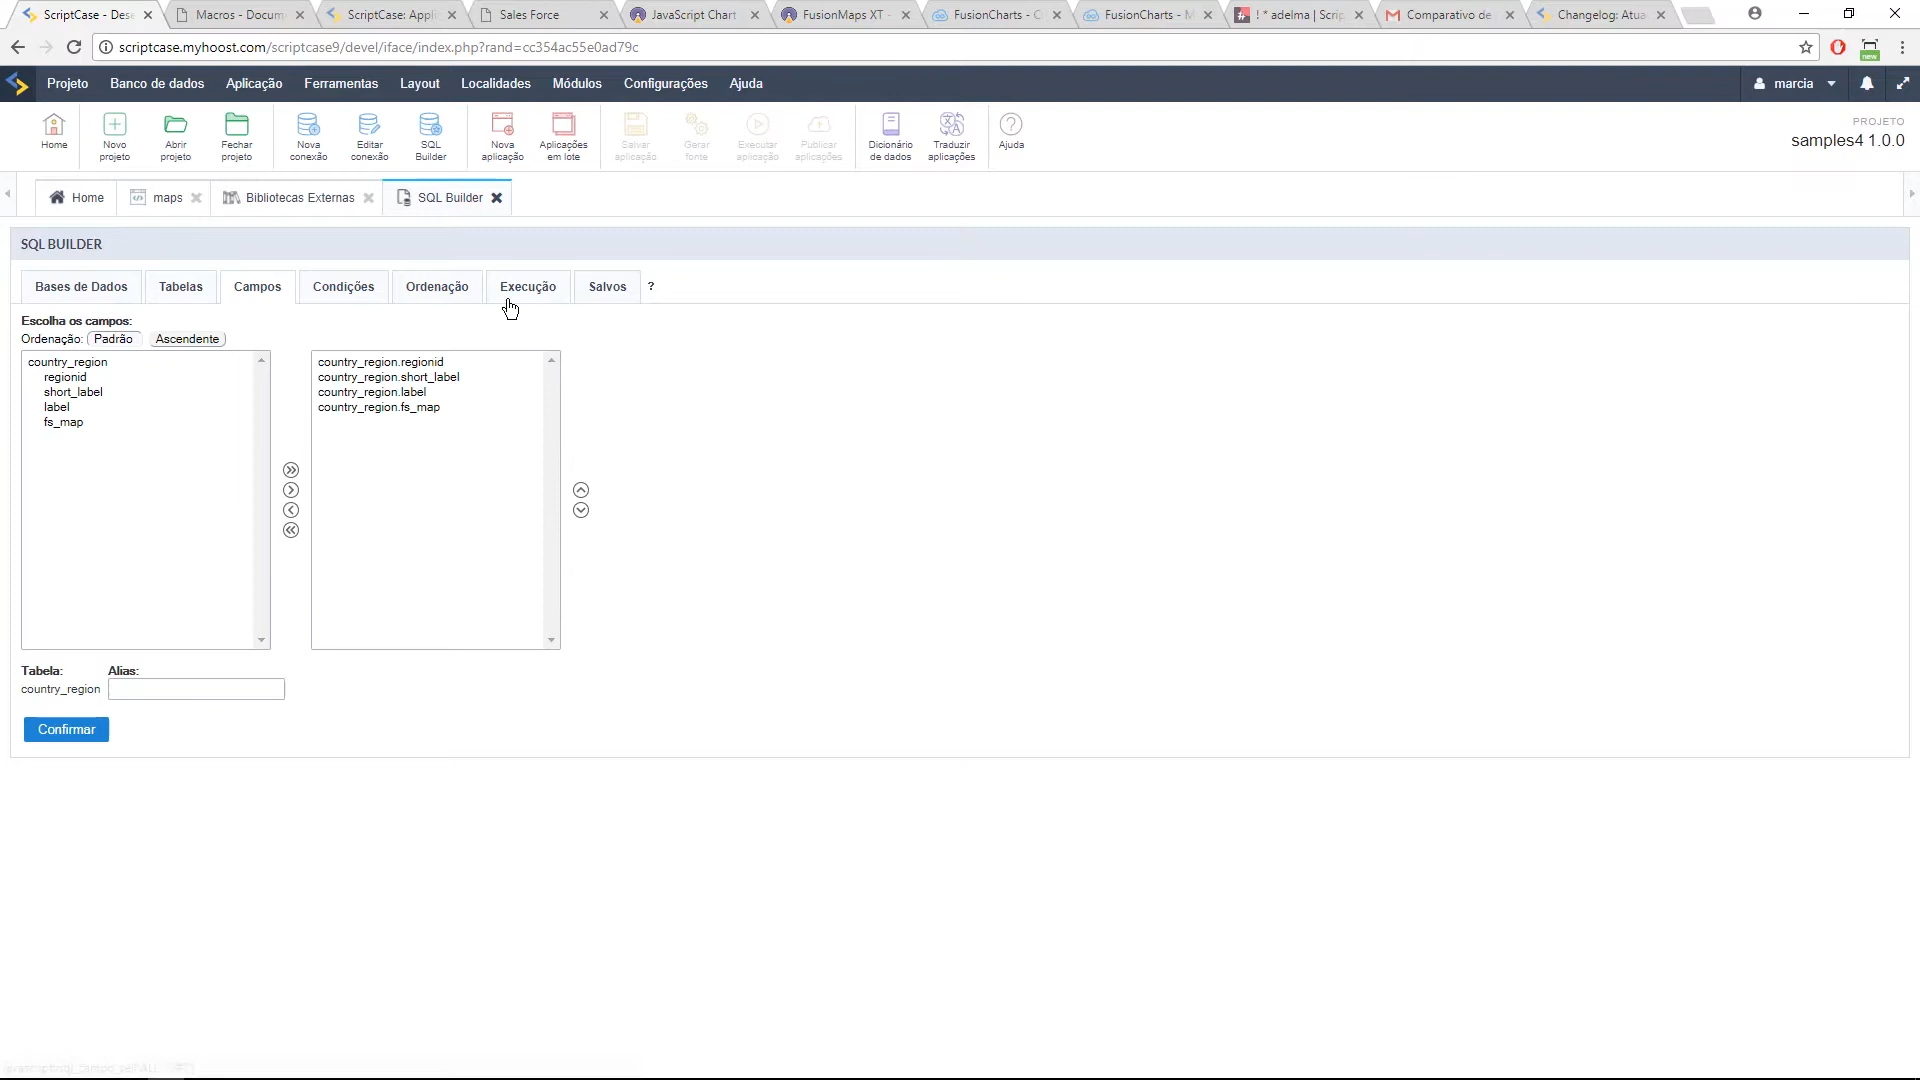 ScriptCase - Dese
Macros - Docum
ScriptCase: Appli
Sales Force
JavaScript Chart
FusionMaps XT -
FusionCharts - C
FusionCharts - M
! * adelma | Scrip
Comparativo de
Changelog: Atua
scriptcase.myhoost.com/scriptcase9/devel/iface/index.php?rand=cc354ac55e0ad79c
new
Projeto
Banco de dados
Aplicação
Ferramentas
Layout
Localidades
Módulos
Configurações
Ajuda
marcia
Home
Novo projeto
Abrir projeto
Fechar projeto
Nova conexão
Editar conexão
SQL Builder
Nova aplicação
Aplicações em lote
Salvar aplicação
Gerar fonte
Executar aplicação
Publicar aplicações
Dicionário de dados
Traduzir aplicações
Ajuda
PROJETO
samples4 1.0.0
Home
maps
Bibliotecas Externas
SQL Builder
SQL BUILDER
Bases de Dados
Tabelas
Campos
Condições
Ordenação
Execução
Salvos
?
Escolha os campos:
Ordenação: Padrão Ascendente
country_region
regionid
short_label
label
fs_map
country_region.regionid
country_region.short_label
country_region.label
country_region.fs_map
Tabela: Alias:
country_region
Confirmar